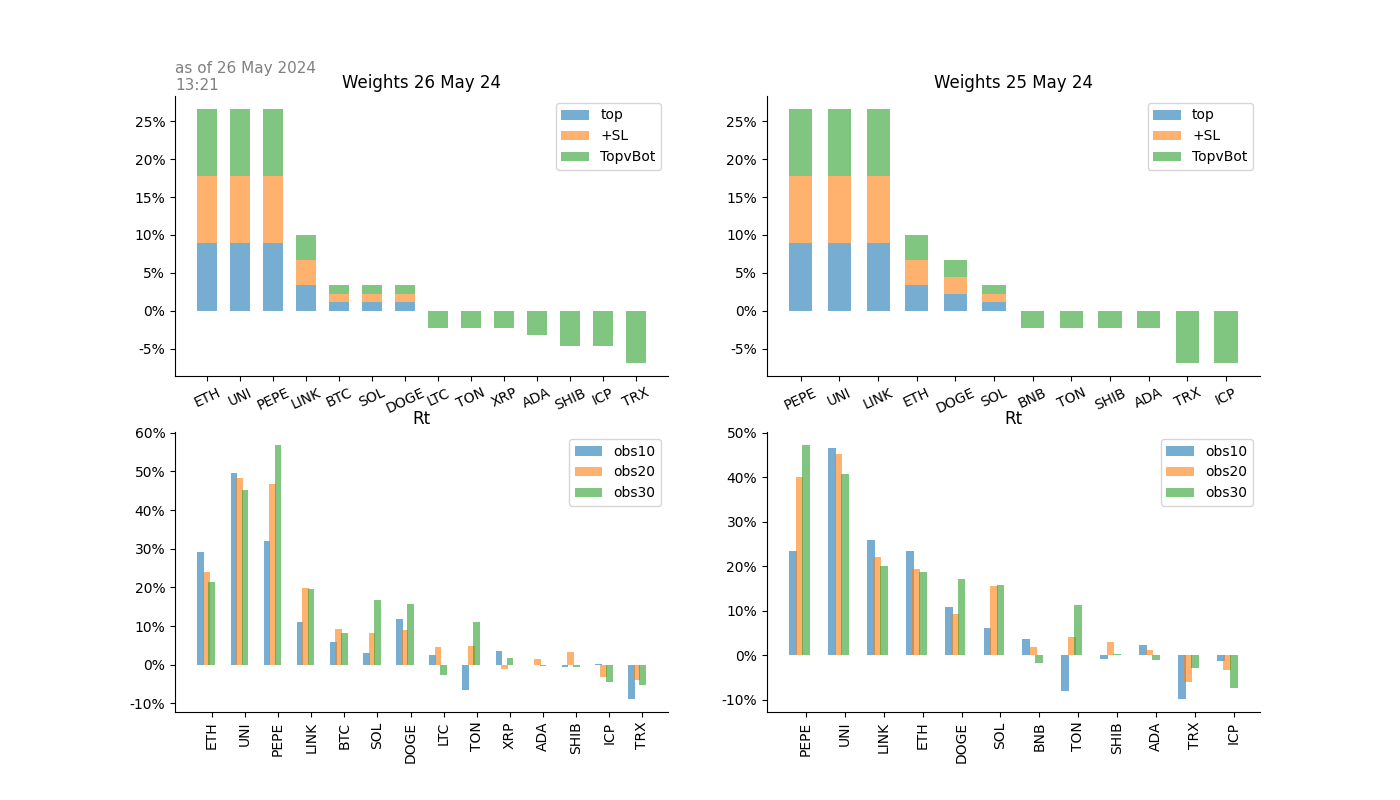 as of 26 May 2024
13:21
Weights 26 May 24
25%
20%
15%
10%
5%
0%
-5%
top
+SL
TopvBot
ETH UNI PEPE LINK BTC SOL DOGE LTC TON XRP ADA SHIB ICP TRX
Weights 25 May 24
25%
20%
15%
10%
5%
0%
-5%
top
+SL
TopvBot
PEPE UNI LINK ETH DOGE SOL BNB TON SHIB ADA TRX ICP
Rt
60%
50%
40%
30%
20%
10%
0%
-10%
obs10
obs20
obs30
ETH UNI PEPE LINK BTC SOL DOGE LTC TON XRP ADA SHIB ICP TRX
Rt
50%
40%
30%
20%
10%
0%
-10%
obs10
obs20
obs30
PEPE UNI LINK ETH DOGE SOL BNB TON SHIB ADA TRX ICP